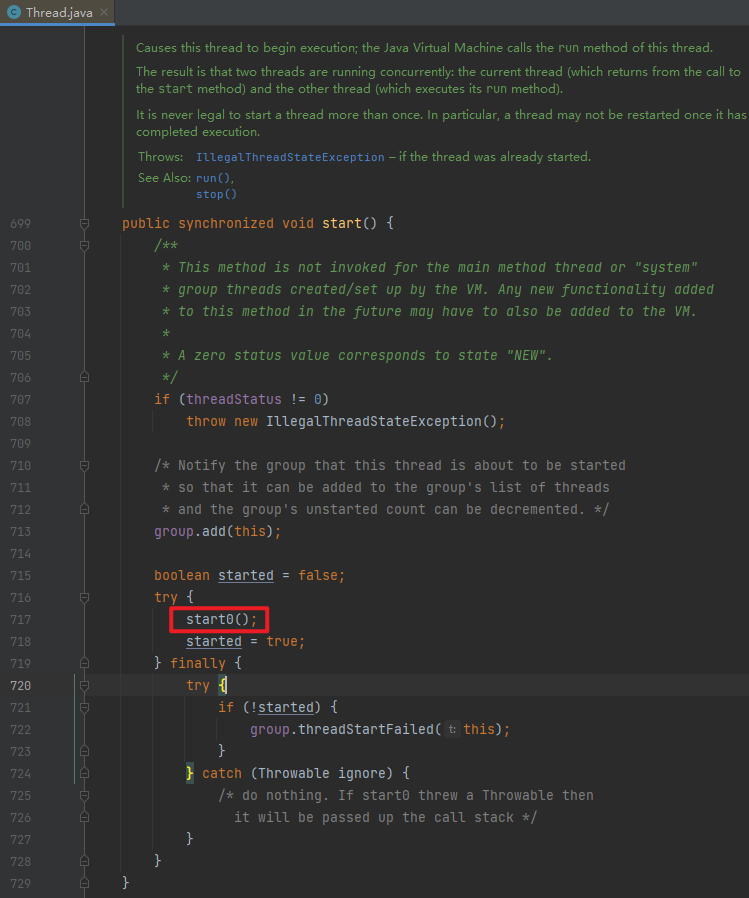 Thread.java
Causes this thread to begin execution; the Java Virtual Machine calls the run method of this thread.
The result is that two threads are running concurrently: the current thread (which returns from the call to
the start method) and the other thread (which executes its run method).
It is never legal to start a thread more than once. In particular, a thread may not be restarted once it has
completed execution.
Throws: IllegalThreadStateException – if the thread was already started.
See Also: run(),
stop()
699 public synchronized void start() {
700 /**
701 * This method is not invoked for the main method thread or "system"
702 * group threads created/set up by the VM. Any new functionality added
703 * to this method in the future may have to also be added to the VM.
704 *
705 * A zero status value corresponds to state "NEW".
706 */
707 if (threadStatus != 0)
708 throw new IllegalThreadStateException();
709
710 /* Notify the group that this thread is about to be started
711 * so that it can be added to the group's list of threads
712 * and the group's unstarted count can be decremented. */
713 group.add(this);
714
715 boolean started = false;
716 try {
717 start0();
718 started = true;
719 } finally {
720 try {
721 if (!started) {
722 group.threadStartFailed( t: this);
723 }
724 } catch (Throwable ignore) {
725 /* do nothing. If start0 threw a Throwable then
726 it will be passed up the call stack */
727 }
728 }
729 }